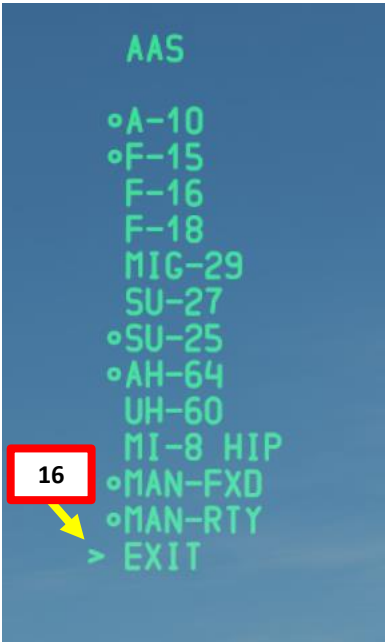 AAS
∘A-10
∘F-15
F-16
F-18
MIG-29
SU-27
∘SU-25
∘AH-64
UH-60
MI-8 HIP
∘MAN-FXD
∘MAN-RTY
> EXIT
16